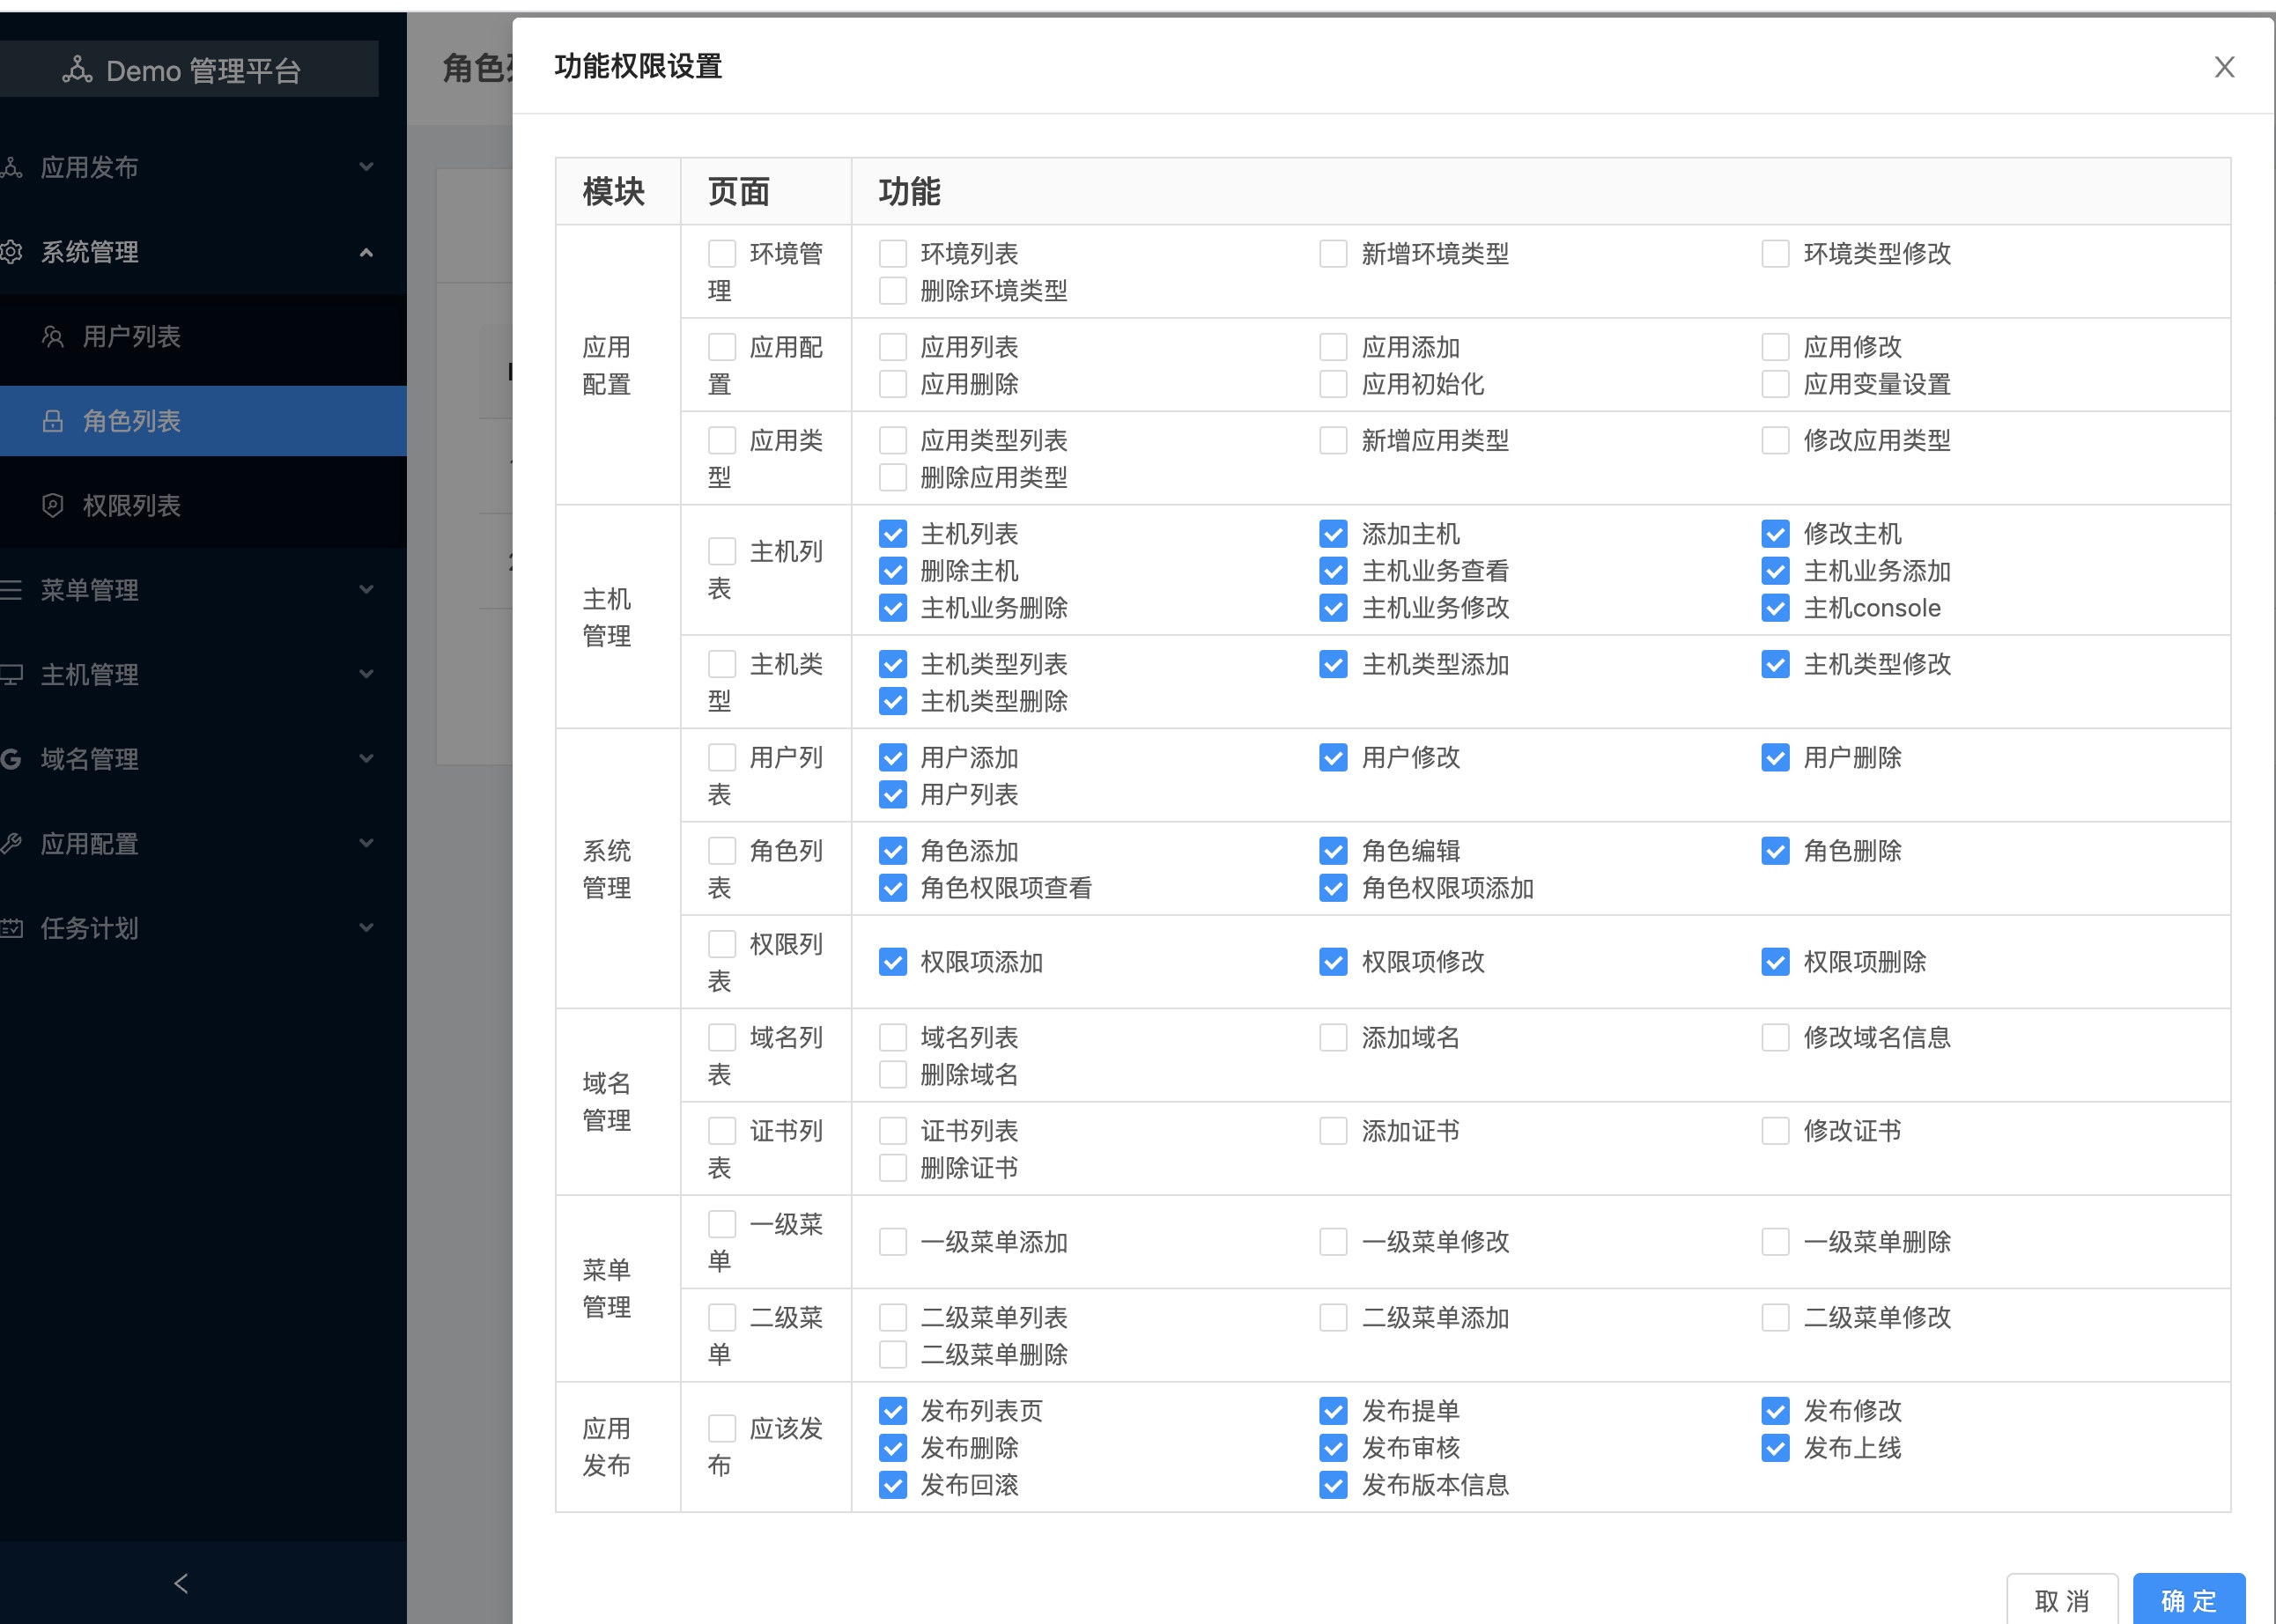 Demo 管理平台
应用发布
系统管理
用户列表
角色列表
权限列表
菜单管理
主机管理
域名管理
应用配置
任务计划
角色
功能权限设置
模块 页面 功能
应用
配置
环境管
理
环境列表 新增环境类型 环境类型修改
删除环境类型
应用配
置
应用列表 应用添加 应用修改
应用删除 应用初始化 应用变量设置
应用类
型
应用类型列表 新增应用类型 修改应用类型
删除应用类型
主机
管理
主机列
表
主机列表 添加主机 修改主机
删除主机 主机业务查看 主机业务添加
主机业务删除 主机业务修改 主机console
主机类
型
主机类型列表 主机类型添加 主机类型修改
主机类型删除
系统
管理
用户列
表
用户添加 用户修改 用户删除
用户列表
角色列
表
角色添加 角色编辑 角色删除
角色权限项查看 角色权限项添加
权限列
表
权限项添加 权限项修改 权限项删除
域名
管理
域名列
表
域名列表 添加域名 修改域名信息
删除域名
证书列
表
证书列表 添加证书 修改证书
删除证书
菜单
管理
一级菜
单
一级菜单添加 一级菜单修改 一级菜单删除
二级菜
单
二级菜单列表 二级菜单添加 二级菜单修改
二级菜单删除
应用
发布
应该发
布
发布列表页 发布提单 发布修改
发布删除 发布审核 发布上线
发布回滚 发布版本信息
取 消 确 定